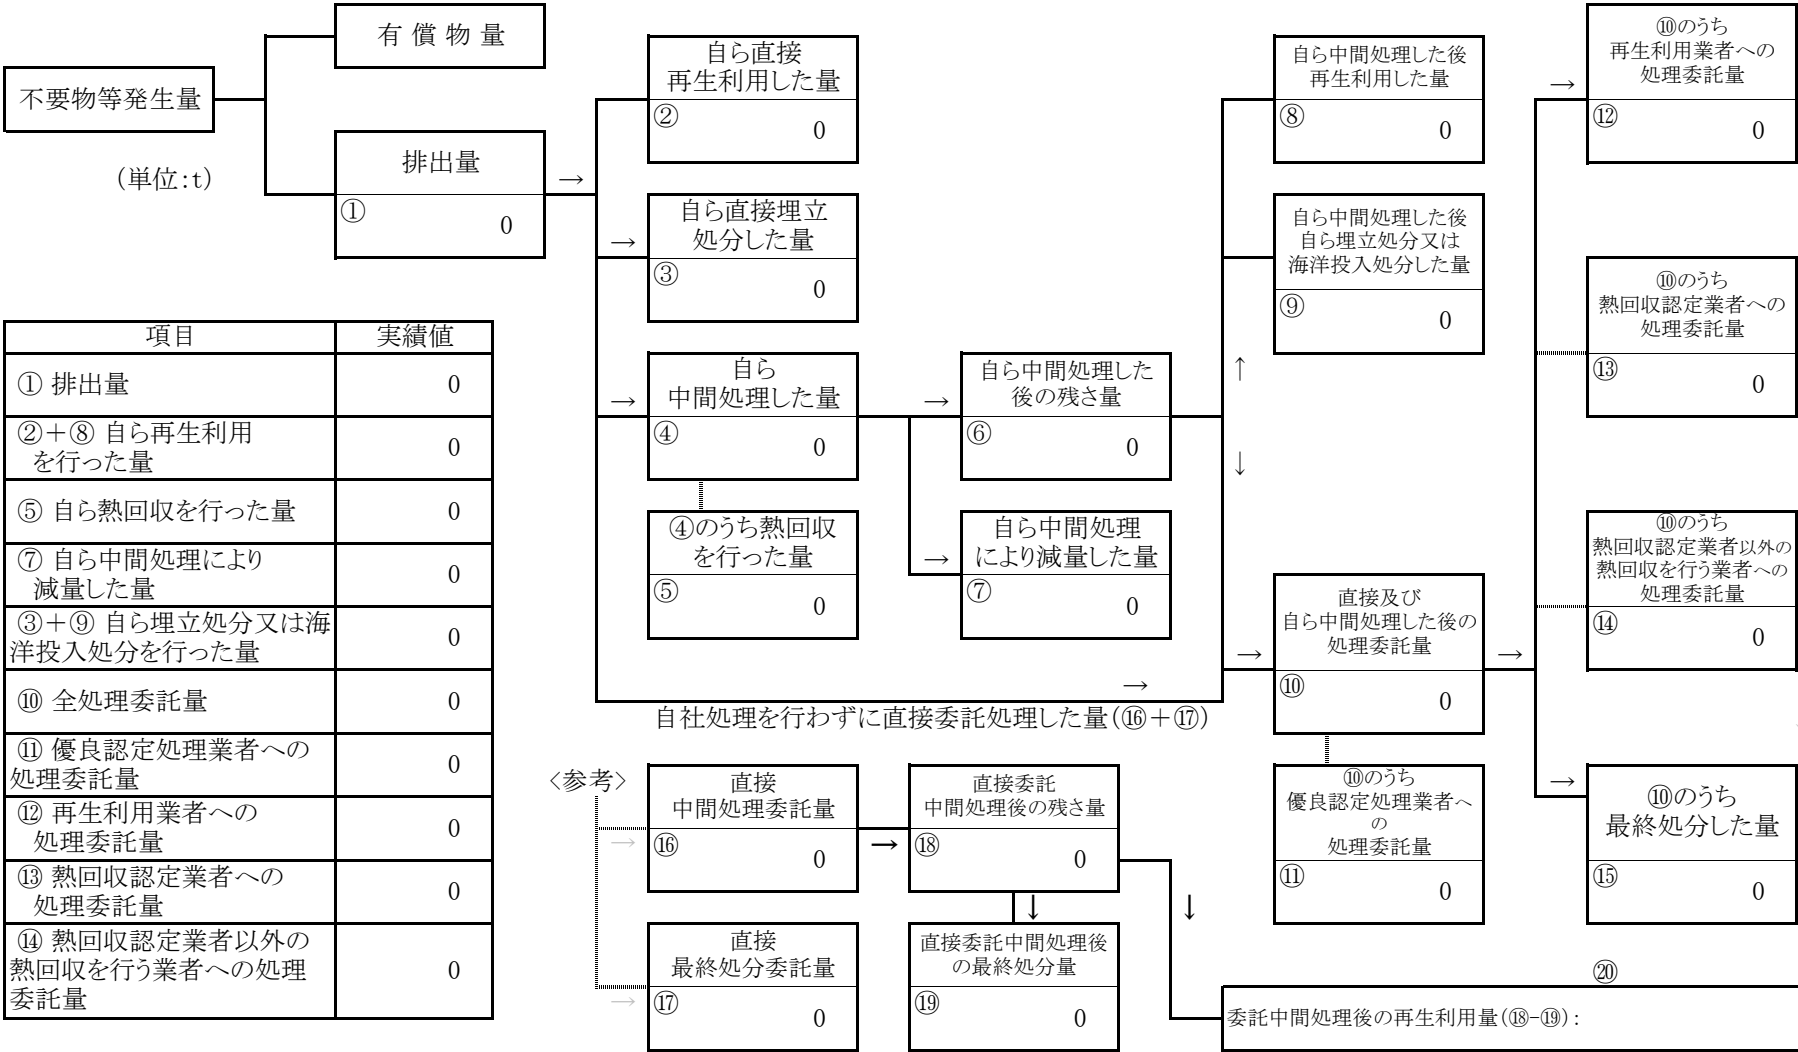 不要物等発生量
(単位:t)
有 償 物 量
排出量
①
0
→
自ら直接
再生利用した量
②
0
→
自ら直接埋立
処分した量
③
0
→
自ら
中間処理した量
④
0
④のうち熱回収
を行った量
⑤
0
→
自ら中間処理した
後の残さ量
⑥
0
→
自ら中間処理
により減量した量
⑦
0
↑
↓
自ら中間処理した後
再生利用した量
⑧
0
自ら中間処理した後
自ら埋立処分又は
海洋投入処分した量
⑨
0
→
自社処理を行わずに直接委託処理した量(⑯+⑰)
→
直接及び
自ら中間処理した後の
処理委託量
⑩
0
⑩のうち
優良認定処理業者へ
の
処理委託量
⑪
0
→
→
⑩のうち
再生利用業者への
処理委託量
⑫
0
⑩のうち
熱回収認定業者への
処理委託量
⑬
0
⑩のうち
熱回収認定業者以外の
熱回収を行う業者への
処理委託量
⑭
0
→
⑩のうち
最終処分した量
⑮
0
項目 実績値
① 排出量 0
②+⑧ 自ら再生利用
を行った量 0
⑤ 自ら熱回収を行った量 0
⑦ 自ら中間処理により
減量した量 0
③+⑨ 自ら埋立処分又は海
洋投入処分を行った量 0
⑩ 全処理委託量 0
⑪ 優良認定処理業者への
処理委託量 0
⑫ 再生利用業者への
処理委託量 0
⑬ 熱回収認定業者への
処理委託量 0
⑭ 熱回収認定業者以外の
熱回収を行う業者への処理
委託量 0
<参考>
→
直接
中間処理委託量
⑯
0
→
直接委託
中間処理後の残さ量
⑱
0
→
直接
最終処分委託量
⑰
0
↓
直接委託中間処理後
の最終処分量
⑲
0
↓
⑳
委託中間処理後の再生利用量(⑱-⑲):